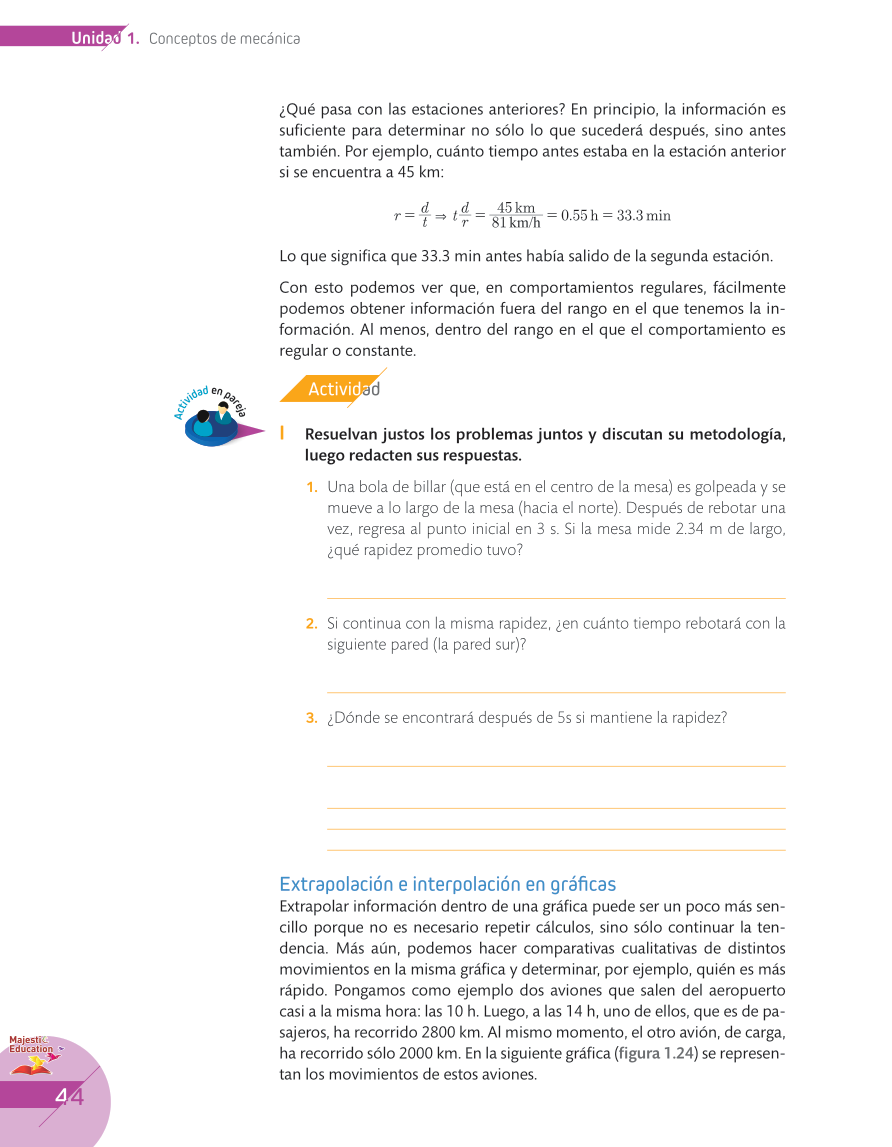 Unidad 1. Conceptos de mecánica
¿Qué pasa con las estaciones anteriores? En principio, la información es
suficiente para determinar no sólo lo que sucederá después, sino antes
también. Por ejemplo, cuánto tiempo antes estaba en la estación anterior
si se encuentra a 45 km:
r = d/t ⇒ t d/r = 45 km / 81 km/h = 0.55 h = 33.3 min
Lo que significa que 33.3 min antes había salido de la segunda estación.
Con esto podemos ver que, en comportamientos regulares, fácilmente
podemos obtener información fuera del rango en el que tenemos la in-
formación. Al menos, dentro del rango en el que el comportamiento es
regular o constante.
Actividad en pareja
Actividad
I Resuelvan justos los problemas juntos y discutan su metodología,
luego redacten sus respuestas.
1. Una bola de billar (que está en el centro de la mesa) es golpeada y se
mueve a lo largo de la mesa (hacia el norte). Después de rebotar una
vez, regresa al punto inicial en 3 s. Si la mesa mide 2.34 m de largo,
¿qué rapidez promedio tuvo?
2. Si continua con la misma rapidez, ¿en cuánto tiempo rebotará con la
siguiente pared (la pared sur)?
3. ¿Dónde se encontrará después de 5s si mantiene la rapidez?
Extrapolación e interpolación en gráficas
Extrapolar información dentro de una gráfica puede ser un poco más sen-
cillo porque no es necesario repetir cálculos, sino sólo continuar la ten-
dencia. Más aún, podemos hacer comparativas cualitativas de distintos
movimientos en la misma gráfica y determinar, por ejemplo, quién es más
rápido. Pongamos como ejemplo dos aviones que salen del aeropuerto
casi a la misma hora: las 10 h. Luego, a las 14 h, uno de ellos, que es de pa-
sajeros, ha recorrido 2800 km. Al mismo momento, el otro avión, de carga,
ha recorrido sólo 2000 km. En la siguiente gráfica (figura 1.24) se represen-
tan los movimientos de estos aviones.
Majestic
Education
44